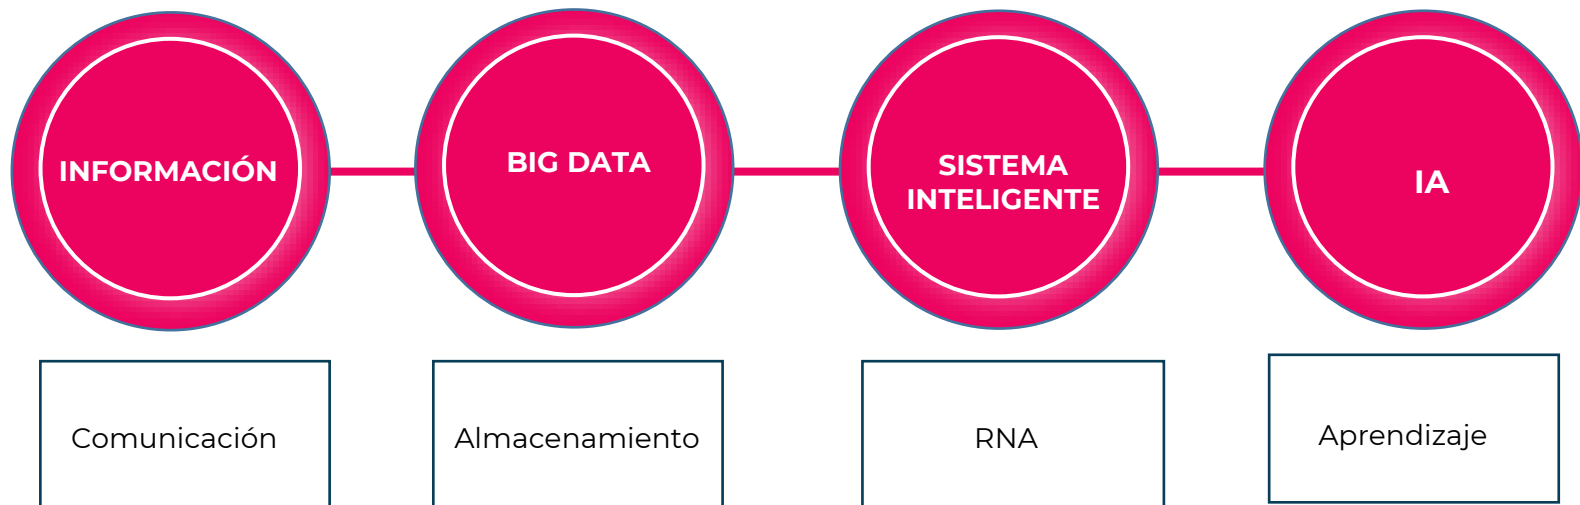 INFORMACIÓN
BIG DATA
SISTEMA
INTELIGENTE
IA
Comunicación
Almacenamiento
RNA
Aprendizaje